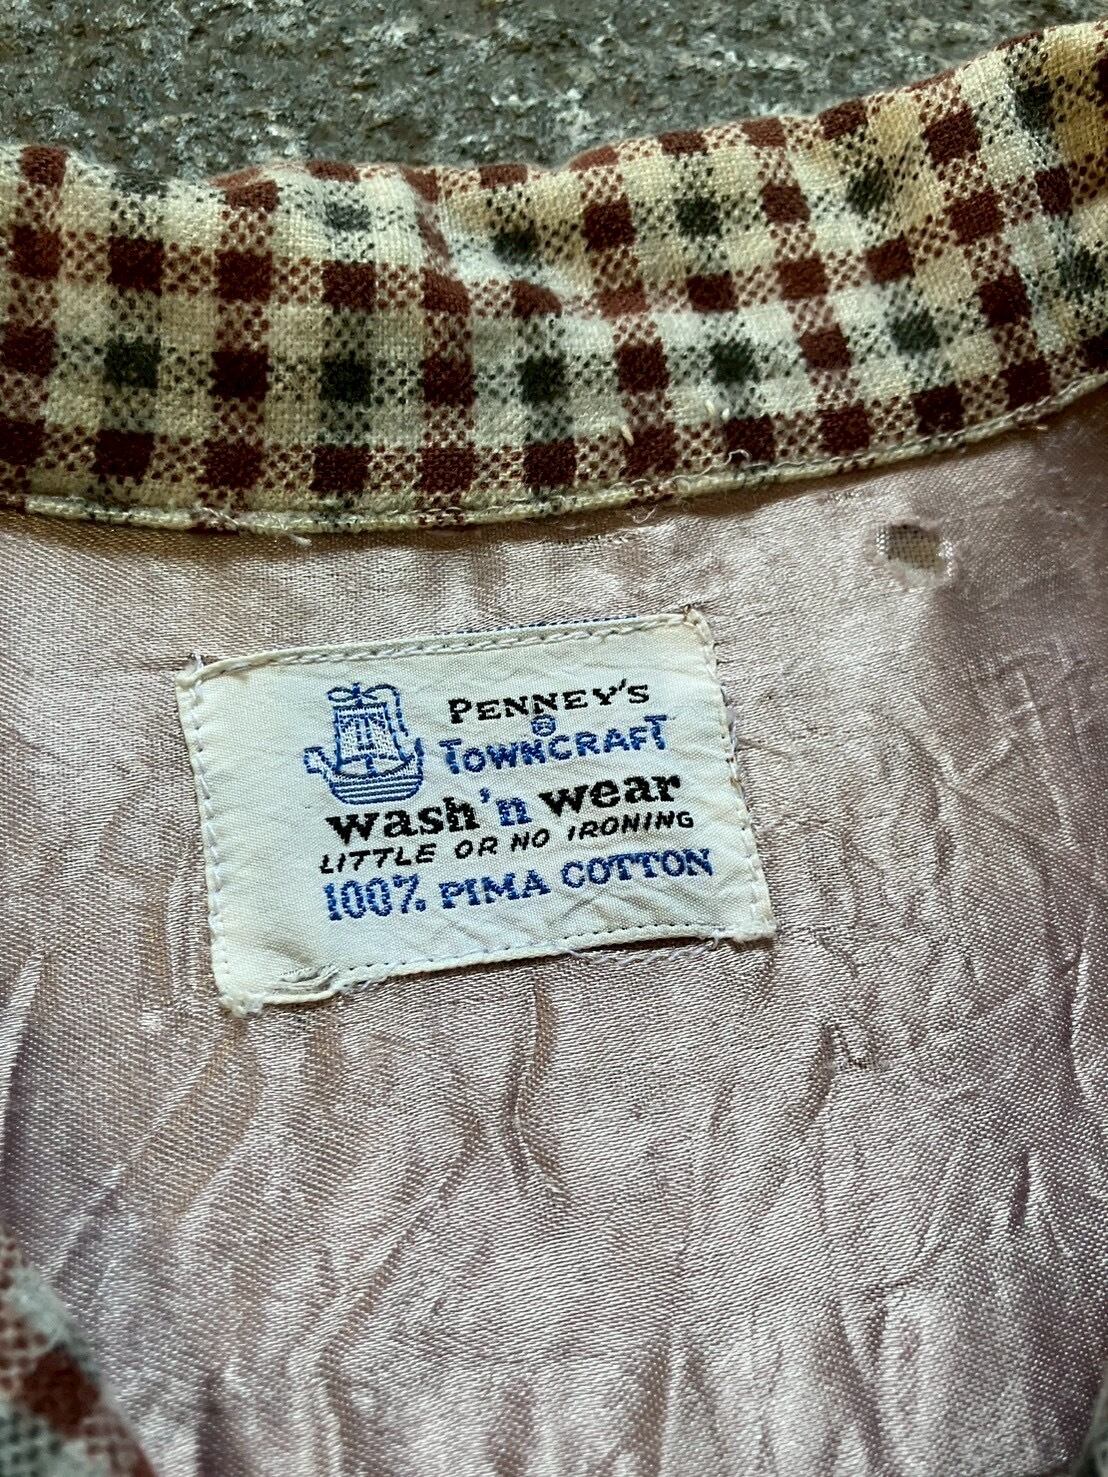 PENNEY'S
®
TOWNCRAFT
wash'n wear
LITTLE OR NO IRONING
100% PIMA COTTON
T